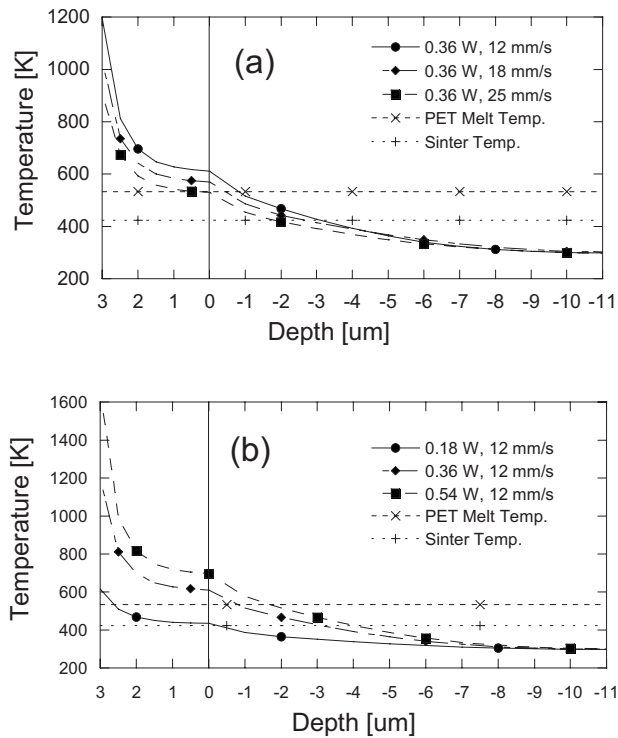 1200
1000
800
600
400
200
Temperature [K]
(a)
0.36 W, 12 mm/s
0.36 W, 18 mm/s
0.36 W, 25 mm/s
PET Melt Temp.
Sinter Temp.
3 2 1 0 -1 -2 -3 -4 -5 -6 -7 -8 -9 -10 -11
Depth [um]
1600
1400
1200
1000
800
600
400
200
Temperature [K]
(b)
0.18 W, 12 mm/s
0.36 W, 12 mm/s
0.54 W, 12 mm/s
PET Melt Temp.
Sinter Temp.
3 2 1 0 -1 -2 -3 -4 -5 -6 -7 -8 -9 -10 -11
Depth [um]